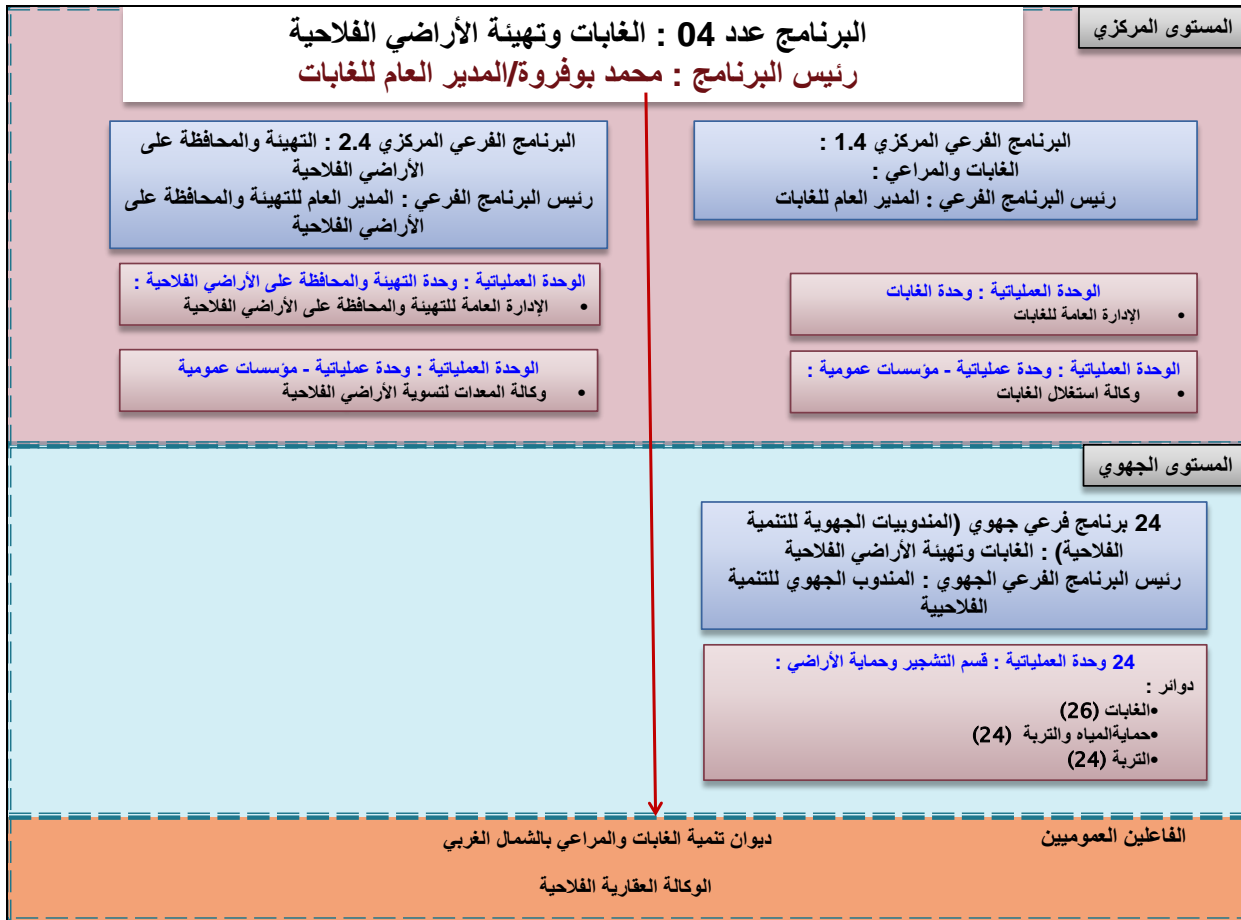 المستوى المركزي
البرنامج عدد 04 : الغابات وتهيئة الأراضي الفلاحية
رئيس البرنامج : محمد بوفروة/المدير العام للغابات
البرنامج الفرعي المركزي 1.4 :
الغابات والمراعي :
رئيس البرنامج الفرعي : المدير العام للغابات
البرنامج الفرعي المركزي 2.4 : التهيئة والمحافظة على
الأراضي الفلاحية
رئيس البرنامج الفرعي : المدير العام للتهيئة والمحافظة على
الأراضي الفلاحية
الوحدة العملياتية : وحدة الغابات
• الإدارة العامة للغابات
الوحدة العملياتية : وحدة التهيئة والمحافظة على الأراضي الفلاحية :
• الإدارة العامة للتهيئة والمحافظة على الأراضي الفلاحية
الوحدة العملياتية : وحدة عملياتية - مؤسسات عمومية :
• وكالة استغلال الغابات
الوحدة العملياتية : وحدة عملياتية - مؤسسات عمومية
• وكالة المعدات لتسوية الأراضي الفلاحية
المستوى الجهوي
24 برنامج فرعي جهوي (المندوبيات الجهوية للتنمية
الفلاحية) : الغابات وتهيئة الأراضي الفلاحية
رئيس البرنامج الفرعي الجهوي : المندوب الجهوي للتنمية
الفلاحيية
24 وحدة العملياتية : قسم التشجير وحماية الأراضي :
دوائر :
•الغابات (26)
•حمايةالمياه والتربة (24)
•التربة (24)
الفاعلين العموميين
ديوان تنمية الغابات والمراعي بالشمال الغربي
الوكالة العقارية الفلاحية